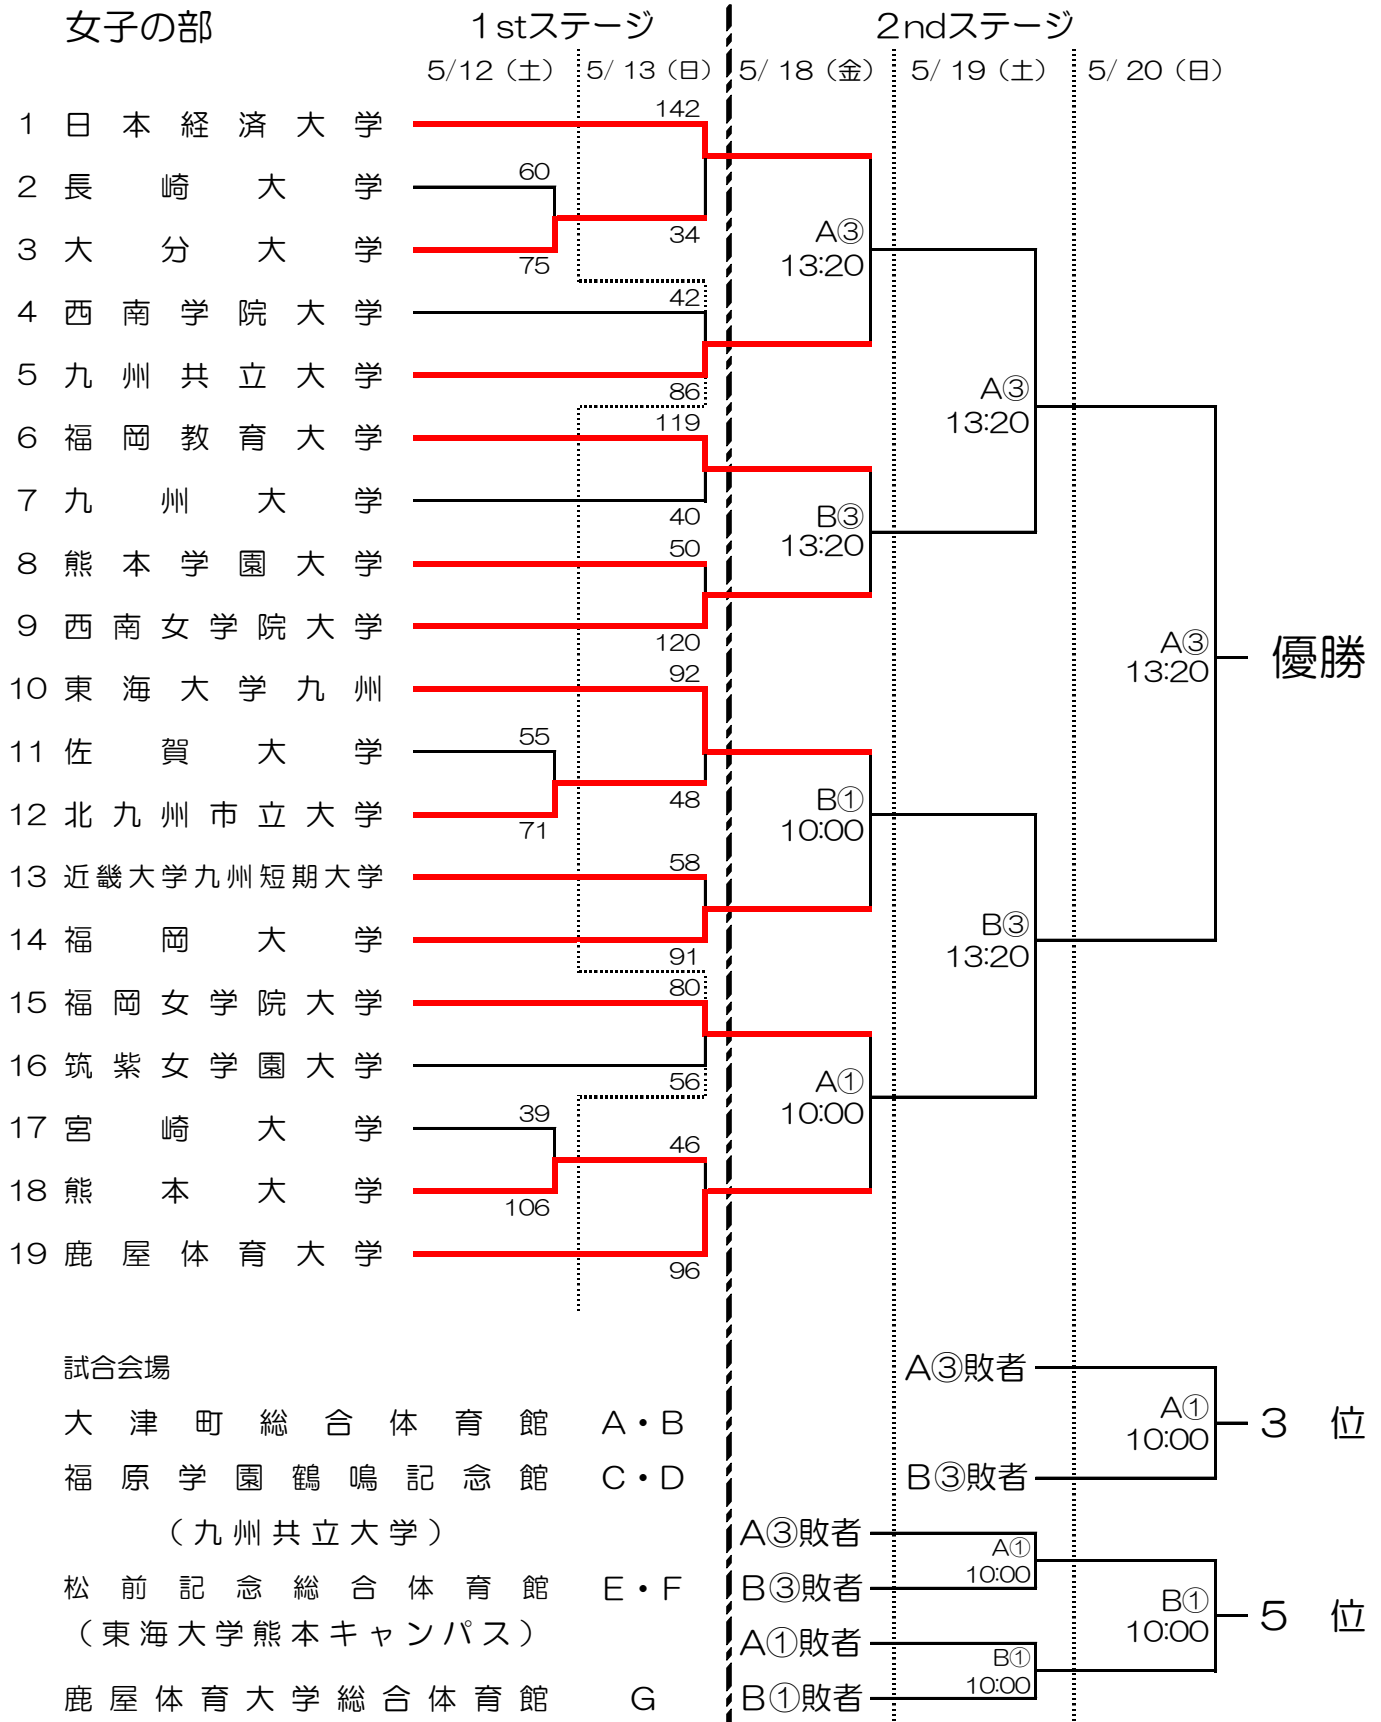 女子の部 1stステージ 2ndステージ
5/12（土） 5/13（日） 5/18（金） 5/19（土） 5/20（日）
142
1 日本経済大学
60
2 長崎大学
34
3 大分大学
75
A③
13:20
42
4 西南学院大学
5 九州共立大学
86
A③
13:20
119
6 福岡教育大学
7 九州大学
40
B③
13:20
50
8 熊本学園大学
9 西南女学院大学
120
A③
13:20
優勝
92
10 東海大学九州
55
11 佐賀大学
48
12 北九州市立大学
71
B①
10:00
58
13 近畿大学九州短期大学
14 福岡大学
91
B③
13:20
80
15 福岡女学院大学
16 筑紫女学園大学
56
A①
10:00
39
17 宮崎大学
46
18 熊本大学
106
19 鹿屋体育大学
96
試合会場
大津町総合体育館 A・B
福原学園鶴鳴記念館 C・D
（九州共立大学）
松前記念総合体育館 E・F
（東海大学熊本キャンパス）
鹿屋体育大学総合体育館 G
A③敗者
A①
10:00
3位
B③敗者
A③敗者
A①
10:00
B③敗者
B①
10:00
5位
A①敗者
B①
10:00
B①敗者